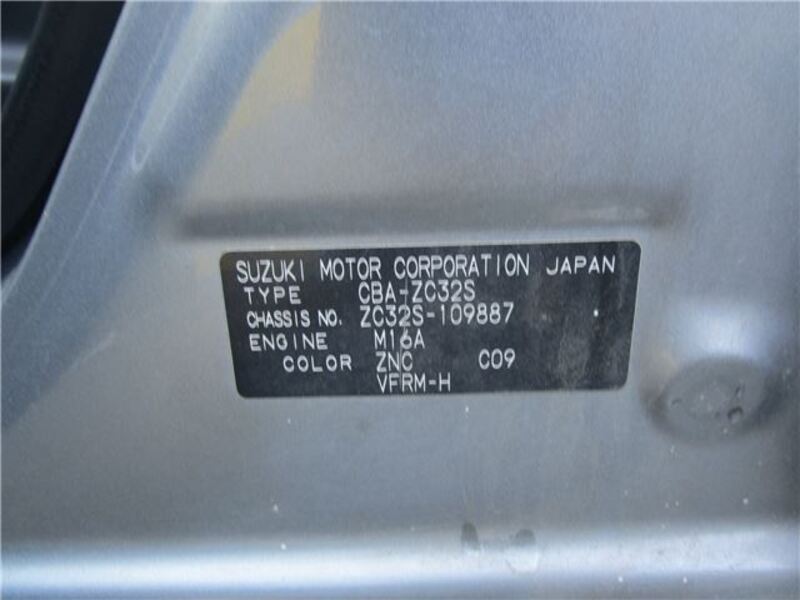 SUZUKI MOTOR CORPORATION JAPAN
TYPE CBA-ZC32S
CHASSIS NO. ZC32S-109887
ENGINE M16A
COLOR ZNC C09
VFRM-H